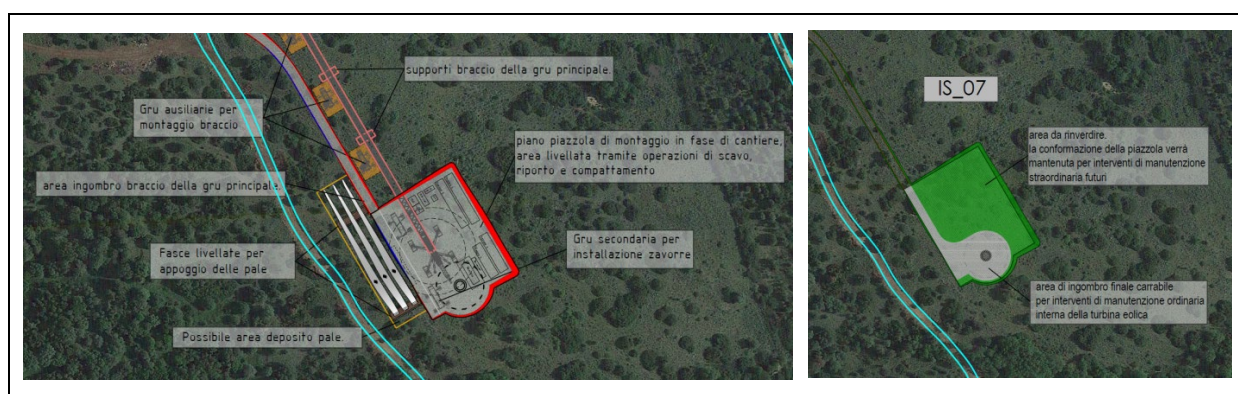 supporti braccio della gru principale.
Gru ausiliarie per
montaggio braccio
piano piazzola di montaggio in fase di cantiere;
area livellata tramite operazioni di scavo,
riporto e compattamento
area ingombro braccio della gru principale.
Fasce livellate per
appoggio delle pale
Gru secondaria per
installazione zavorre
Possibile area deposito pale.
IS_07
area da rinverdire.
la conformazione della piazzola verrà
mantenuta per interventi di manutenzione
straordinaria futuri
area di ingombro finale carrabile
per interventi di manutenzione ordinaria
interna della turbina eolica